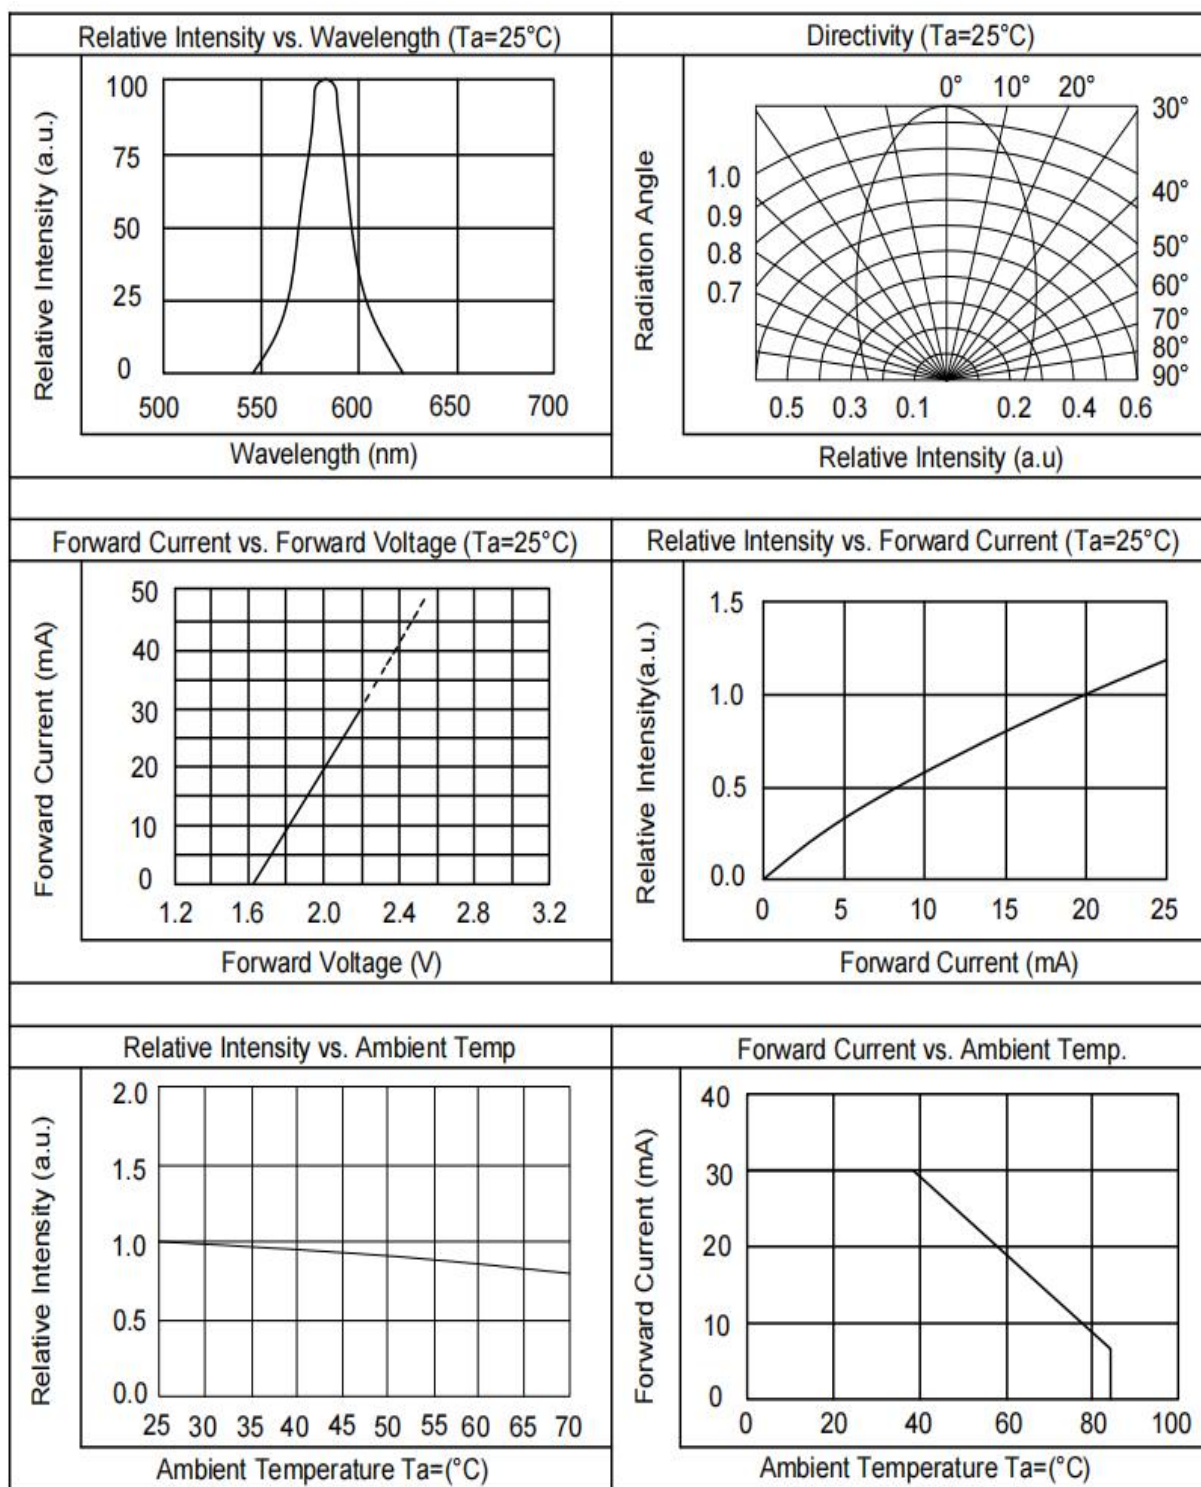 Relative Intensity vs. Wavelength (Ta=25°C)
Relative Intensity (a.u.)
100
75
50
25
0
500 550 600 650 700
Wavelength (nm)
Directivity (Ta=25°C)
Radiation Angle
0° 10° 20°
30°
40°
50°
60°
70°
80°
90°
1.0
0.9
0.8
0.7
0.5 0.3 0.1 0.2 0.4 0.6
Relative Intensity (a.u)
Forward Current vs. Forward Voltage (Ta=25°C)
Forward Current (mA)
50
40
30
20
10
0
1.2 1.6 2.0 2.4 2.8 3.2
Forward Voltage (V)
Relative Intensity vs. Forward Current (Ta=25°C)
Relative Intensity(a.u.)
1.5
1.0
0.5
0.0
0 5 10 15 20 25
Forward Current (mA)
Relative Intensity vs. Ambient Temp
Relative Intensity (a.u.)
2.0
1.5
1.0
0.5
0.0
25 30 35 40 45 50 55 60 65 70
Ambient Temperature Ta=(°C)
Forward Current vs. Ambient Temp.
Forward Current (mA)
40
30
20
10
0
0 20 40 60 80 100
Ambient Temperature Ta=(°C)